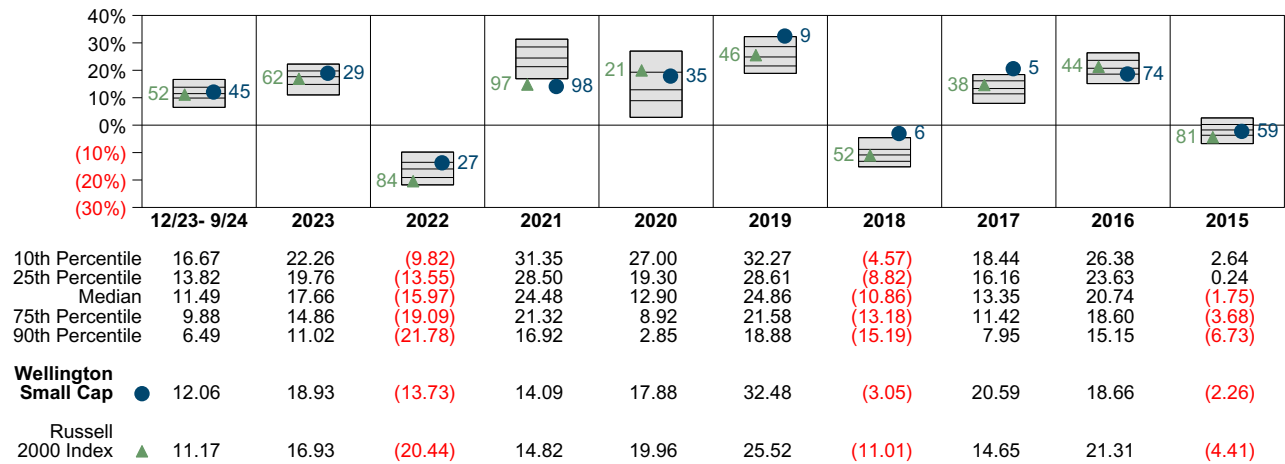 40%
30%
20%
10%
0%
(10%)
(20%)
(30%)
52 45
62 29
84 27
97 98
21 35
46 9
52 6
38 5
44 74
81 59
12/23- 9/24 2023 2022 2021 2020 2019 2018 2017 2016 2015
10th Percentile 16.67 22.26 (9.82) 31.35 27.00 32.27 (4.57) 18.44 26.38 2.64
25th Percentile 13.82 19.76 (13.55) 28.50 19.30 28.61 (8.82) 16.16 23.63 0.24
Median 11.49 17.66 (15.97) 24.48 12.90 24.86 (10.86) 13.35 20.74 (1.75)
75th Percentile 9.88 14.86 (19.09) 21.32 8.92 21.58 (13.18) 11.42 18.60 (3.68)
90th Percentile 6.49 11.02 (21.78) 16.92 2.85 18.88 (15.19) 7.95 15.15 (6.73)
Wellington
Small Cap 12.06 18.93 (13.73) 14.09 17.88 32.48 (3.05) 20.59 18.66 (2.26)
Russell
2000 Index 11.17 16.93 (20.44) 14.82 19.96 25.52 (11.01) 14.65 21.31 (4.41)